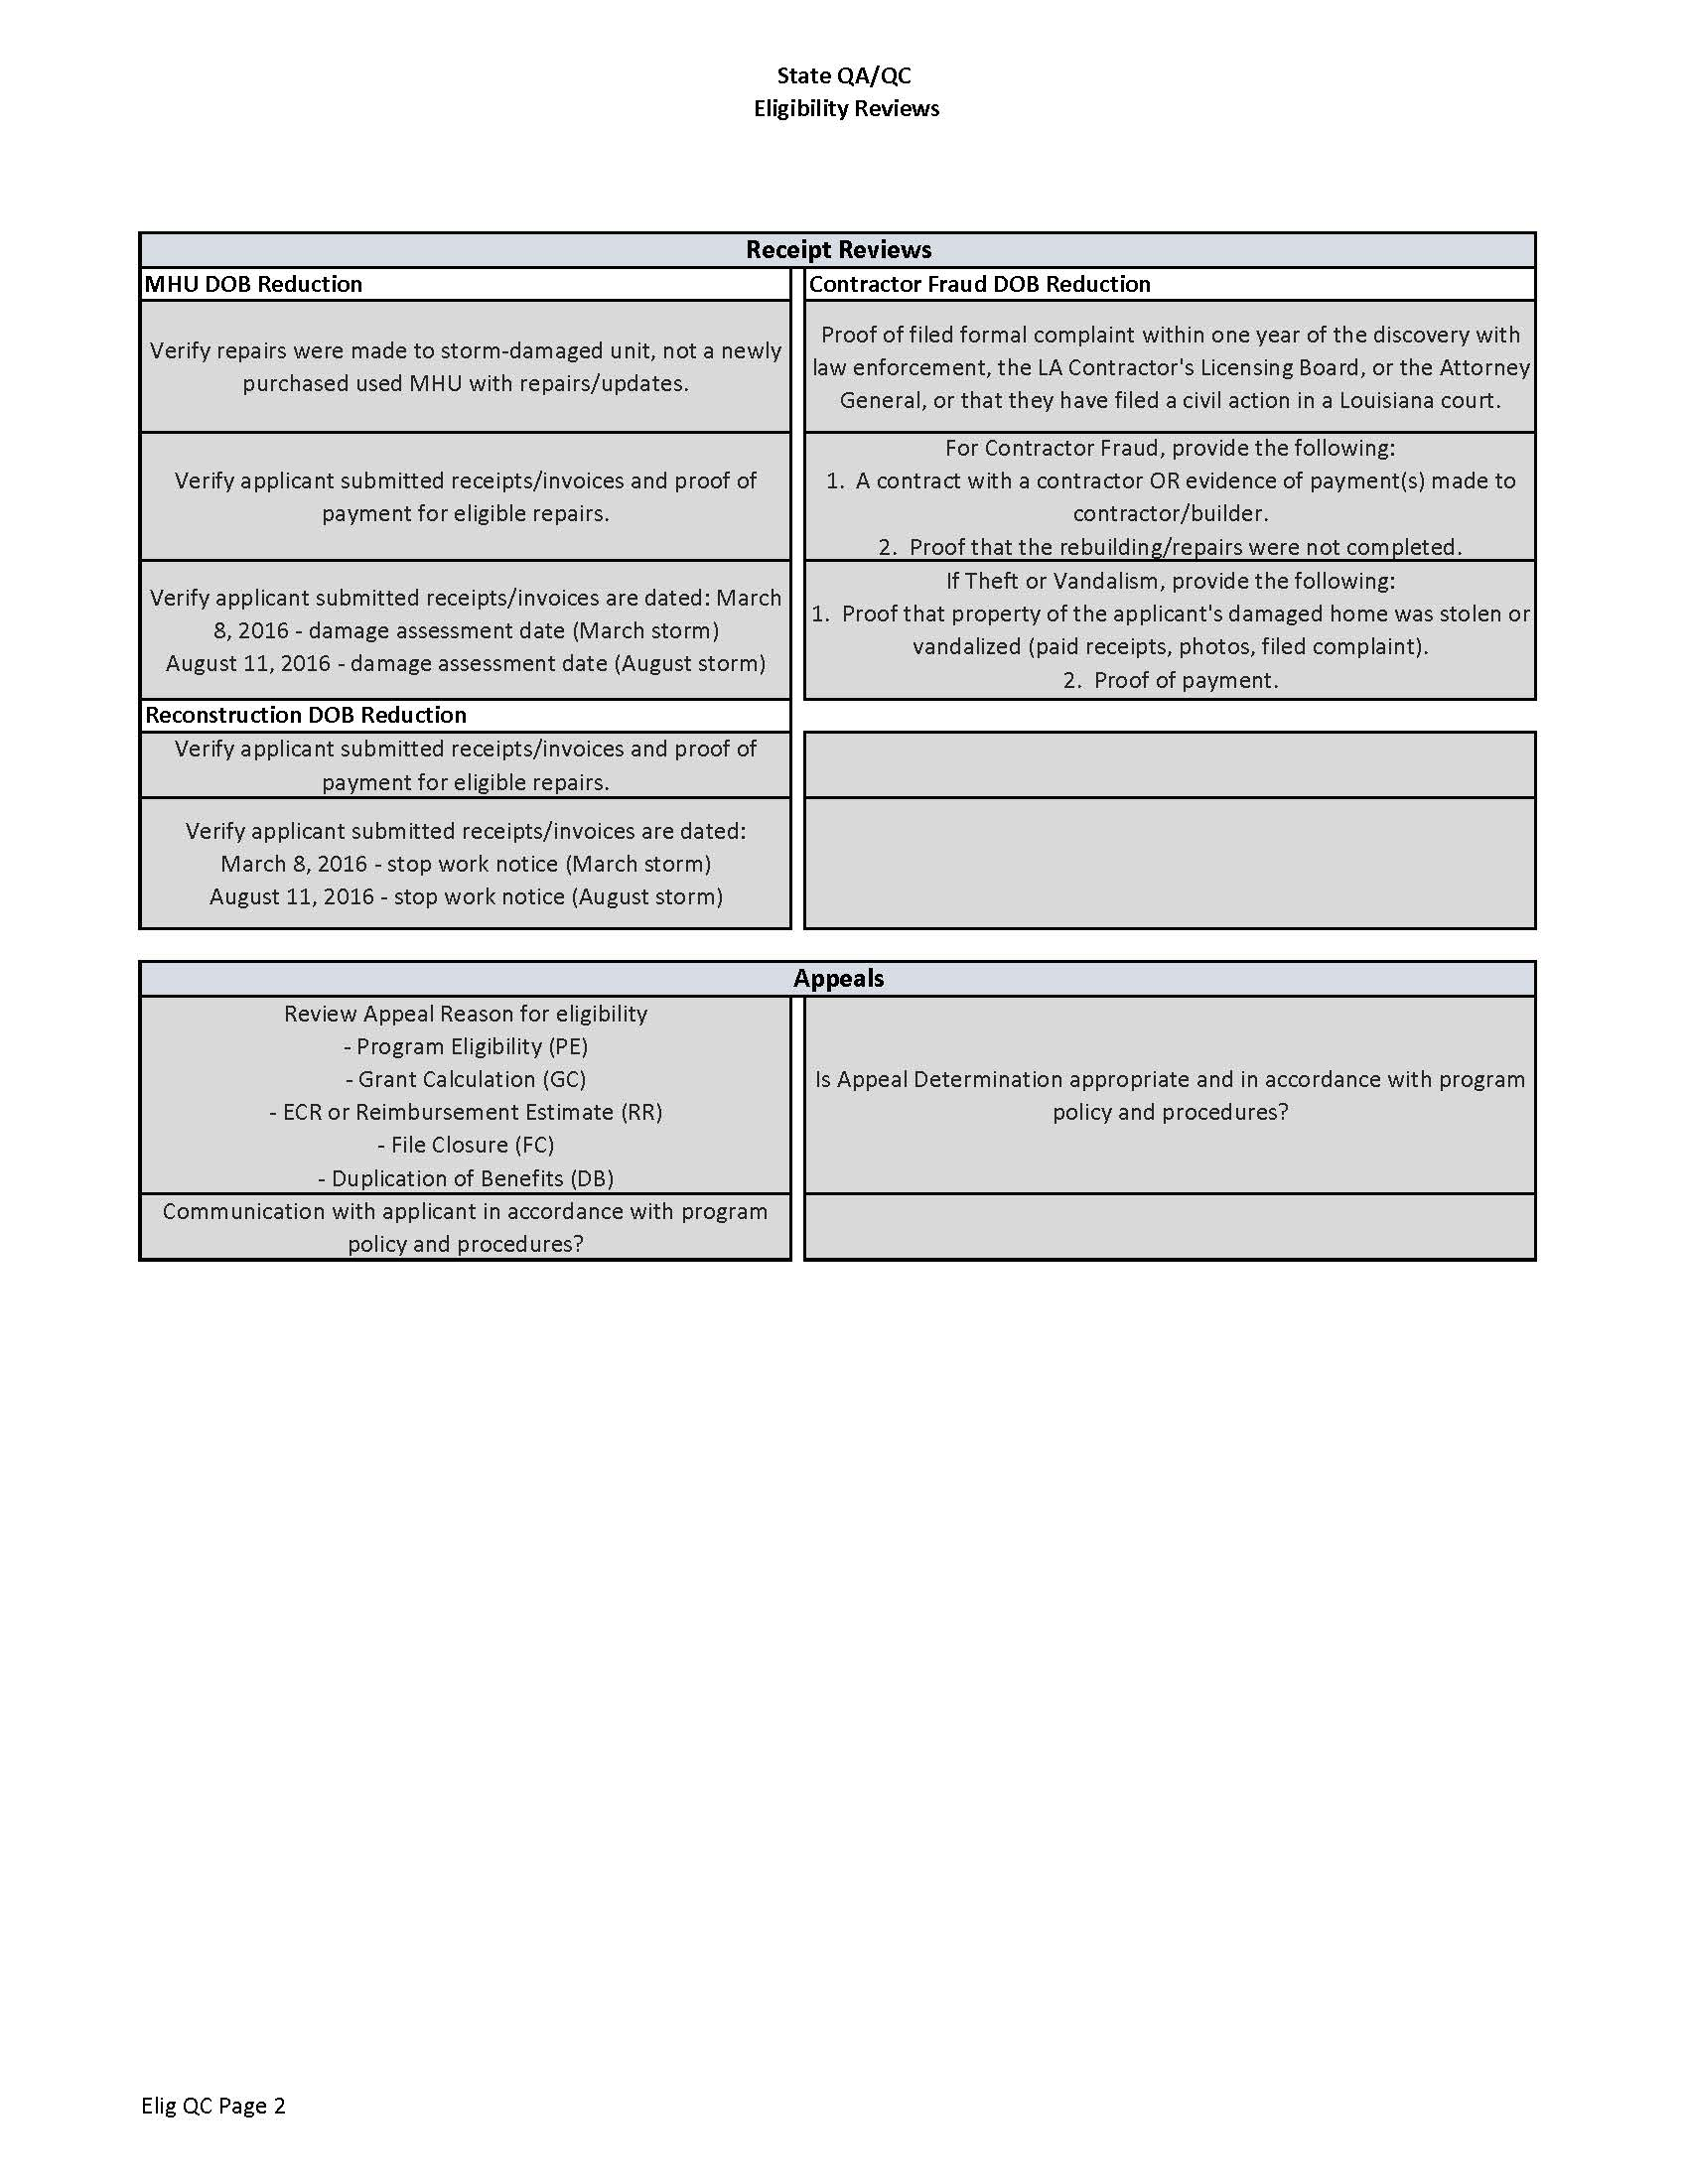 State QA/QC
Eligibility Reviews
Receipt Reviews
MHU DOB Reduction
Verify repairs were made to storm-damaged unit, not a newly
purchased used MHU with repairs/updates.
Verify applicant submitted receipts/invoices and proof of
payment for eligible repairs.
Verify applicant submitted receipts/invoices are dated: March
8, 2016 - damage assessment date (March storm)
August 11, 2016 - damage assessment date (August storm)
Reconstruction DOB Reduction
Verify applicant submitted receipts/invoices and proof of
payment for eligible repairs.
Verify applicant submitted receipts/invoices are dated:
March 8, 2016 - stop work notice (March storm)
August 11, 2016 - stop work notice (August storm)
Contractor Fraud DOB Reduction
Proof of filed formal complaint within one year of the discovery with
law enforcement, the LA Contractor's Licensing Board, or the Attorney
General, or that they have filed a civil action in a Louisiana court.
For Contractor Fraud, provide the following:
1. A contract with a contractor OR evidence of payment(s) made to
contractor/builder.
2. Proof that the rebuilding/repairs were not completed.
If Theft or Vandalism, provide the following:
1. Proof that property of the applicant's damaged home was stolen or
vandalized (paid receipts, photos, filed complaint).
2. Proof of payment.
Appeals
Review Appeal Reason for eligibility
- Program Eligibility (PE)
- Grant Calculation (GC)
- ECR or Reimbursement Estimate (RR)
- File Closure (FC)
- Duplication of Benefits (DB)
Communication with applicant in accordance with program
policy and procedures?
Is Appeal Determination appropriate and in accordance with program
policy and procedures?
Elig QC Page 2